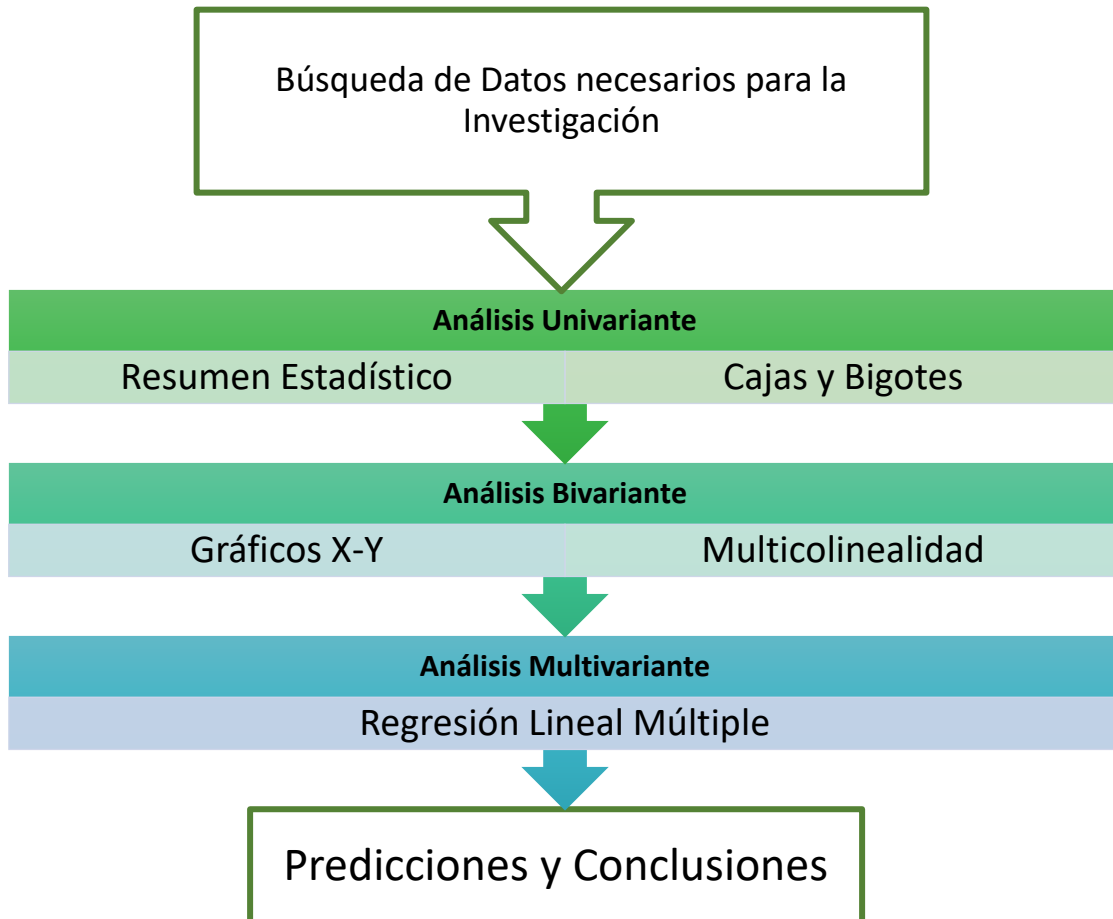 Búsqueda de Datos necesarios para la
Investigación
Análisis Univariante
Resumen Estadístico
Cajas y Bigotes
Análisis Bivariante
Gráficos X-Y
Multicolinealidad
Análisis Multivariante
Regresión Lineal Múltiple
Predicciones y Conclusiones